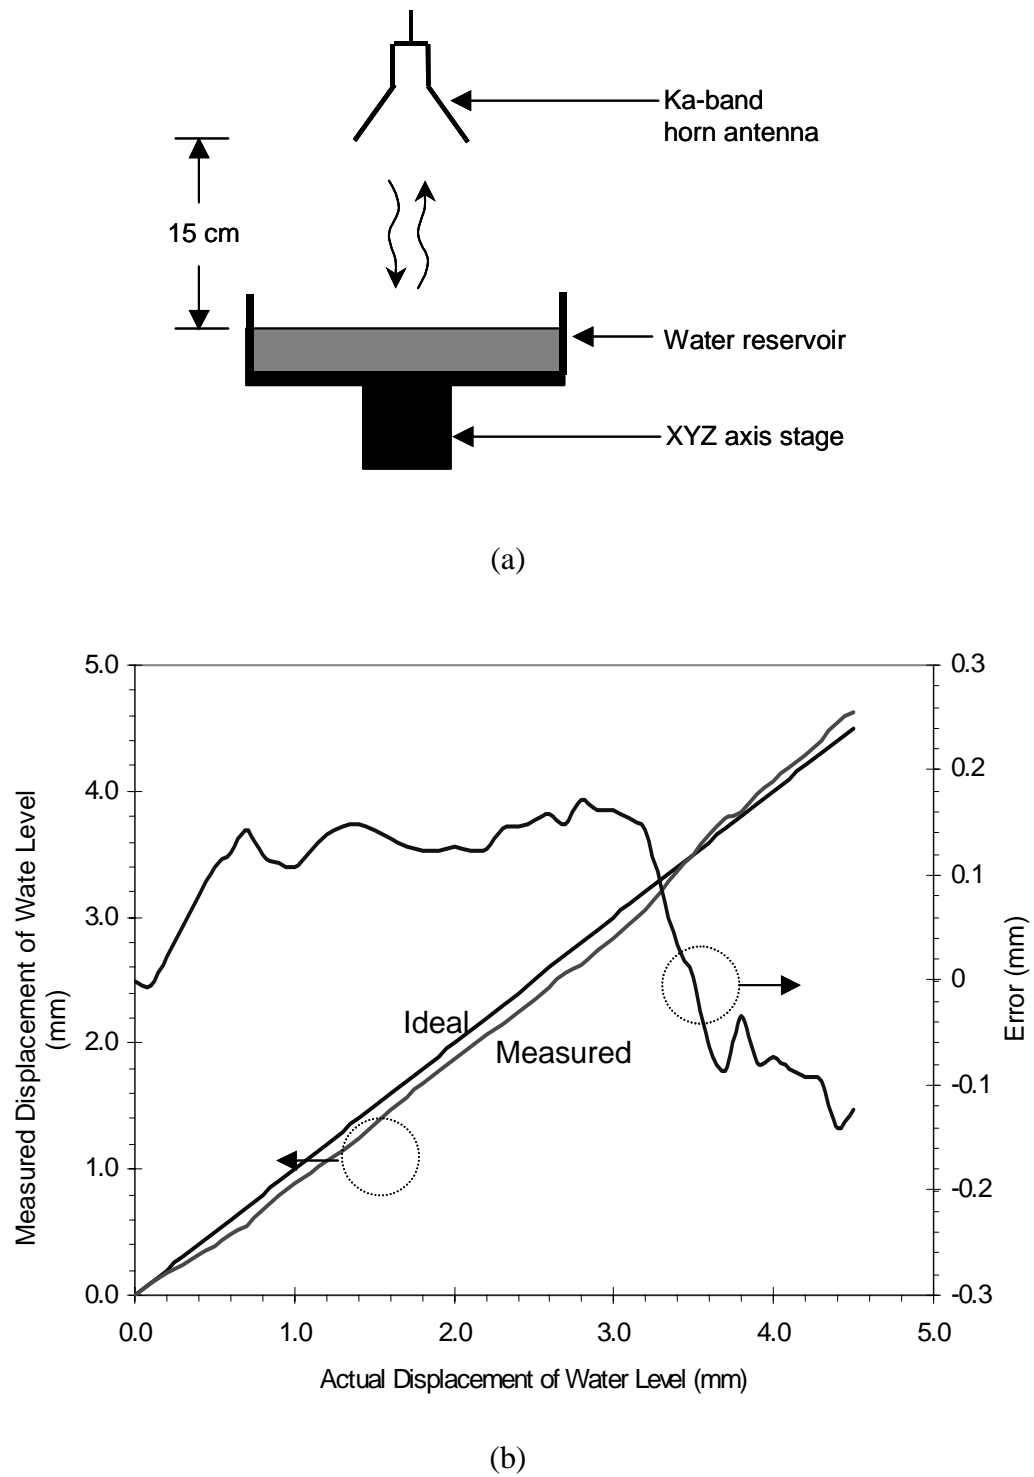 Ka-band
horn antenna
15 cm
Water reservoir
XYZ axis stage
(a)
5.0
4.0
3.0
2.0
1.0
0.0
0.3
0.2
0.1
0
-0.1
-0.2
-0.3
Measured Displacement of Wate Level
(mm)
Error (mm)
Ideal
Measured
0.0 1.0 2.0 3.0 4.0 5.0
Actual Displacement of Water Level (mm)
(b)